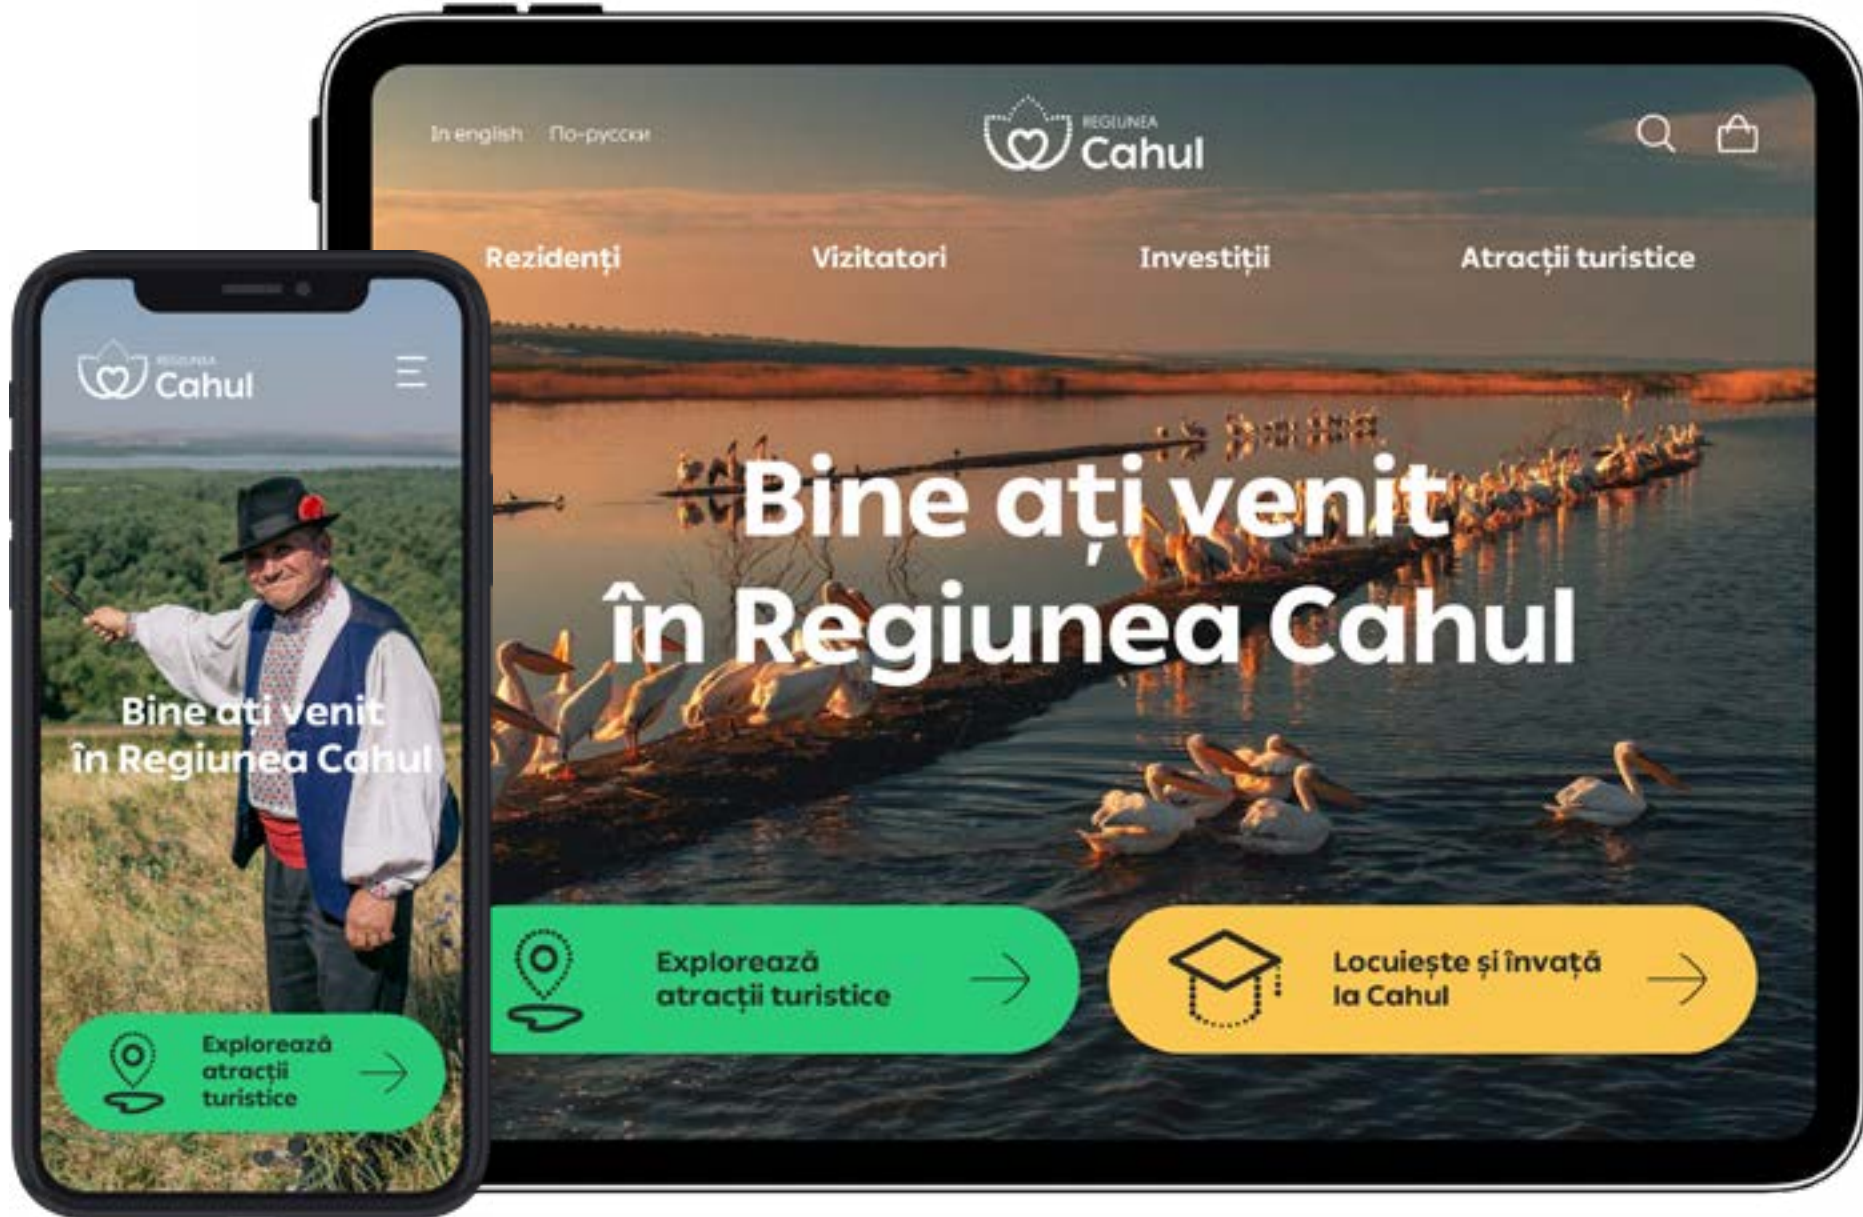 In english По-русски
REGIUNEA
Cahul
Rezidenți Vizitatori Investiții Atracții turistice
Bine ați venit
în Regiunea Cahul
Explorează
atracții turistice
Locuiește și învață
la Cahul
REGIUNEA
Cahul
Bine ați venit
în Regiunea Cahul
Explorează
atracții
turistice